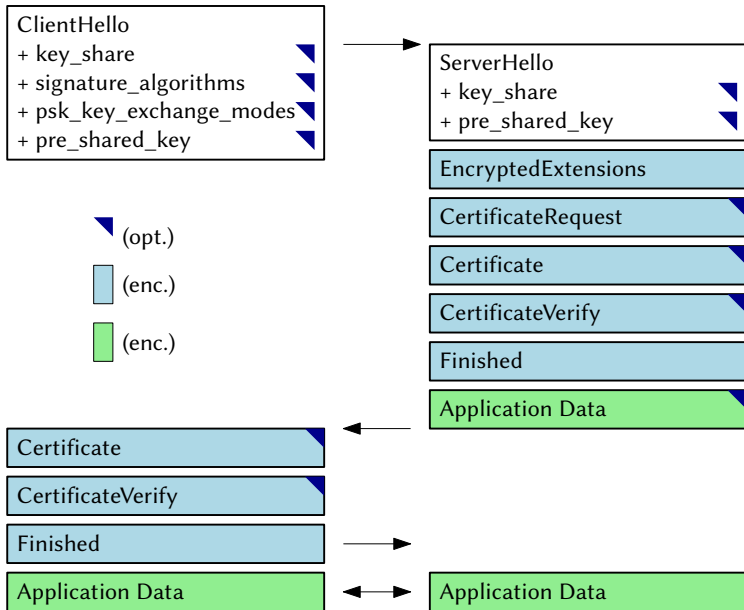 ClientHello
+ key_share
+ signature_algorithms
+ psk_key_exchange_modes
+ pre_shared_key
ServerHello
+ key_share
+ pre_shared_key
EncryptedExtensions
CertificateRequest
Certificate
CertificateVerify
Finished
Application Data
(opt.)
(enc.)
(enc.)
Certificate
CertificateVerify
Finished
Application Data
Application Data